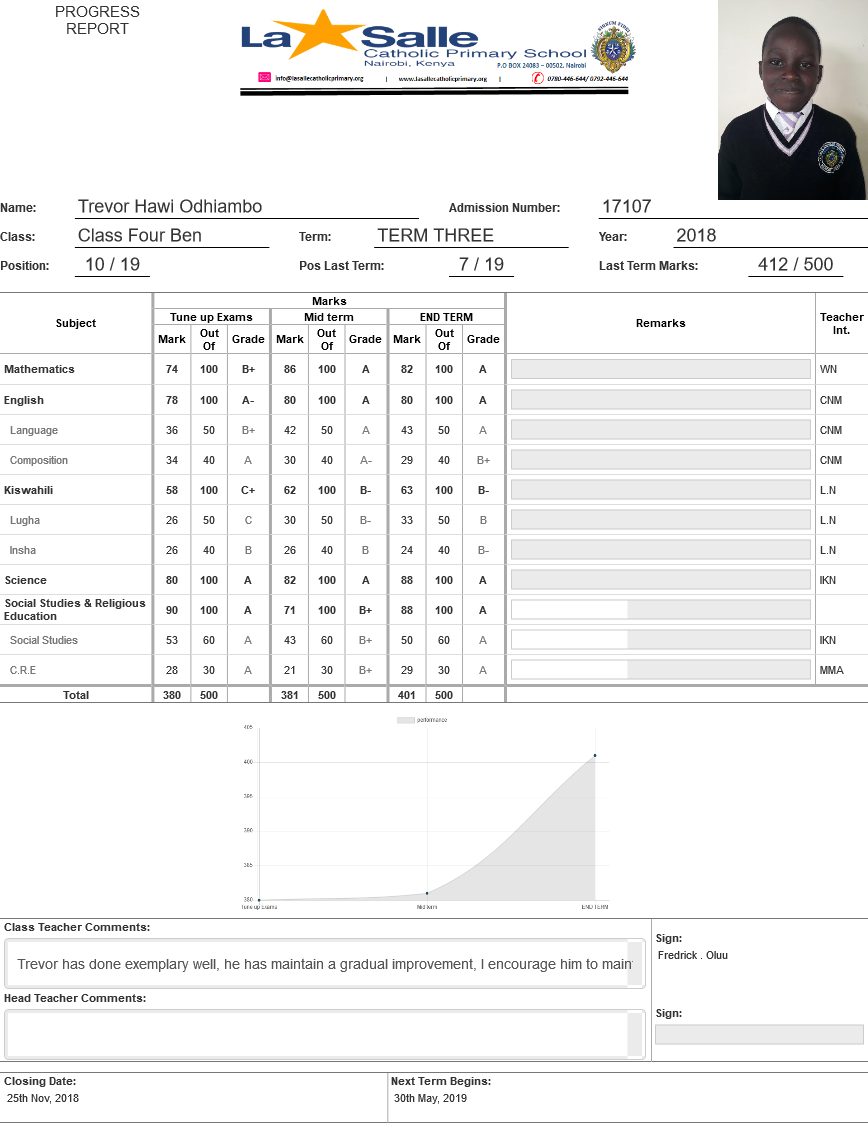 PROGRESS
REPORT
La Salle
Catholic Primary School
Nairobi, Kenya
P.O BOX 24083 – 00502, Nairobi
info@lasallecatholicprimary.org | www.lasallecatholicprimary.org | 0780-446-644/ 0792-446-644
Name: Trevor Hawi Odhiambo Admission Number: 17107
Class: Class Four Ben Term: TERM THREE Year: 2018
Position: 10 / 19 Pos Last Term: 7 / 19 Last Term Marks: 412 / 500
Subject Marks Remarks Teacher Int.
Tune up Exams Mid term END TERM
Mark Out Of Grade Mark Out Of Grade Mark Out Of Grade
Mathematics 74 100 B+ 86 100 A 82 100 A WN
English 78 100 A- 80 100 A 80 100 A CNM
Language 36 50 B+ 42 50 A 43 50 A CNM
Composition 34 40 A 30 40 A- 29 40 B+ CNM
Kiswahili 58 100 C+ 62 100 B- 63 100 B- L.N
Lugha 26 50 C 30 50 B- 33 50 B L.N
Insha 26 40 B 26 40 B 24 40 B- L.N
Science 80 100 A 82 100 A 88 100 A IKN
Social Studies & Religious
Education 90 100 A 71 100 B+ 88 100 A
Social Studies 53 60 A 43 60 B+ 50 60 A IKN
C.R.E 28 30 A 21 30 B+ 29 30 A MMA
Total 380 500 381 500 401 500
performance
405
400
395
390
385
380
Tune up Exams Mid term END TERM
Class Teacher Comments:
Trevor has done exemplary well, he has maintain a gradual improvement, I encourage him to main
Sign:
Fredrick . Oluu
Head Teacher Comments:
Sign:
Closing Date:
25th Nov, 2018
Next Term Begins:
30th May, 2019